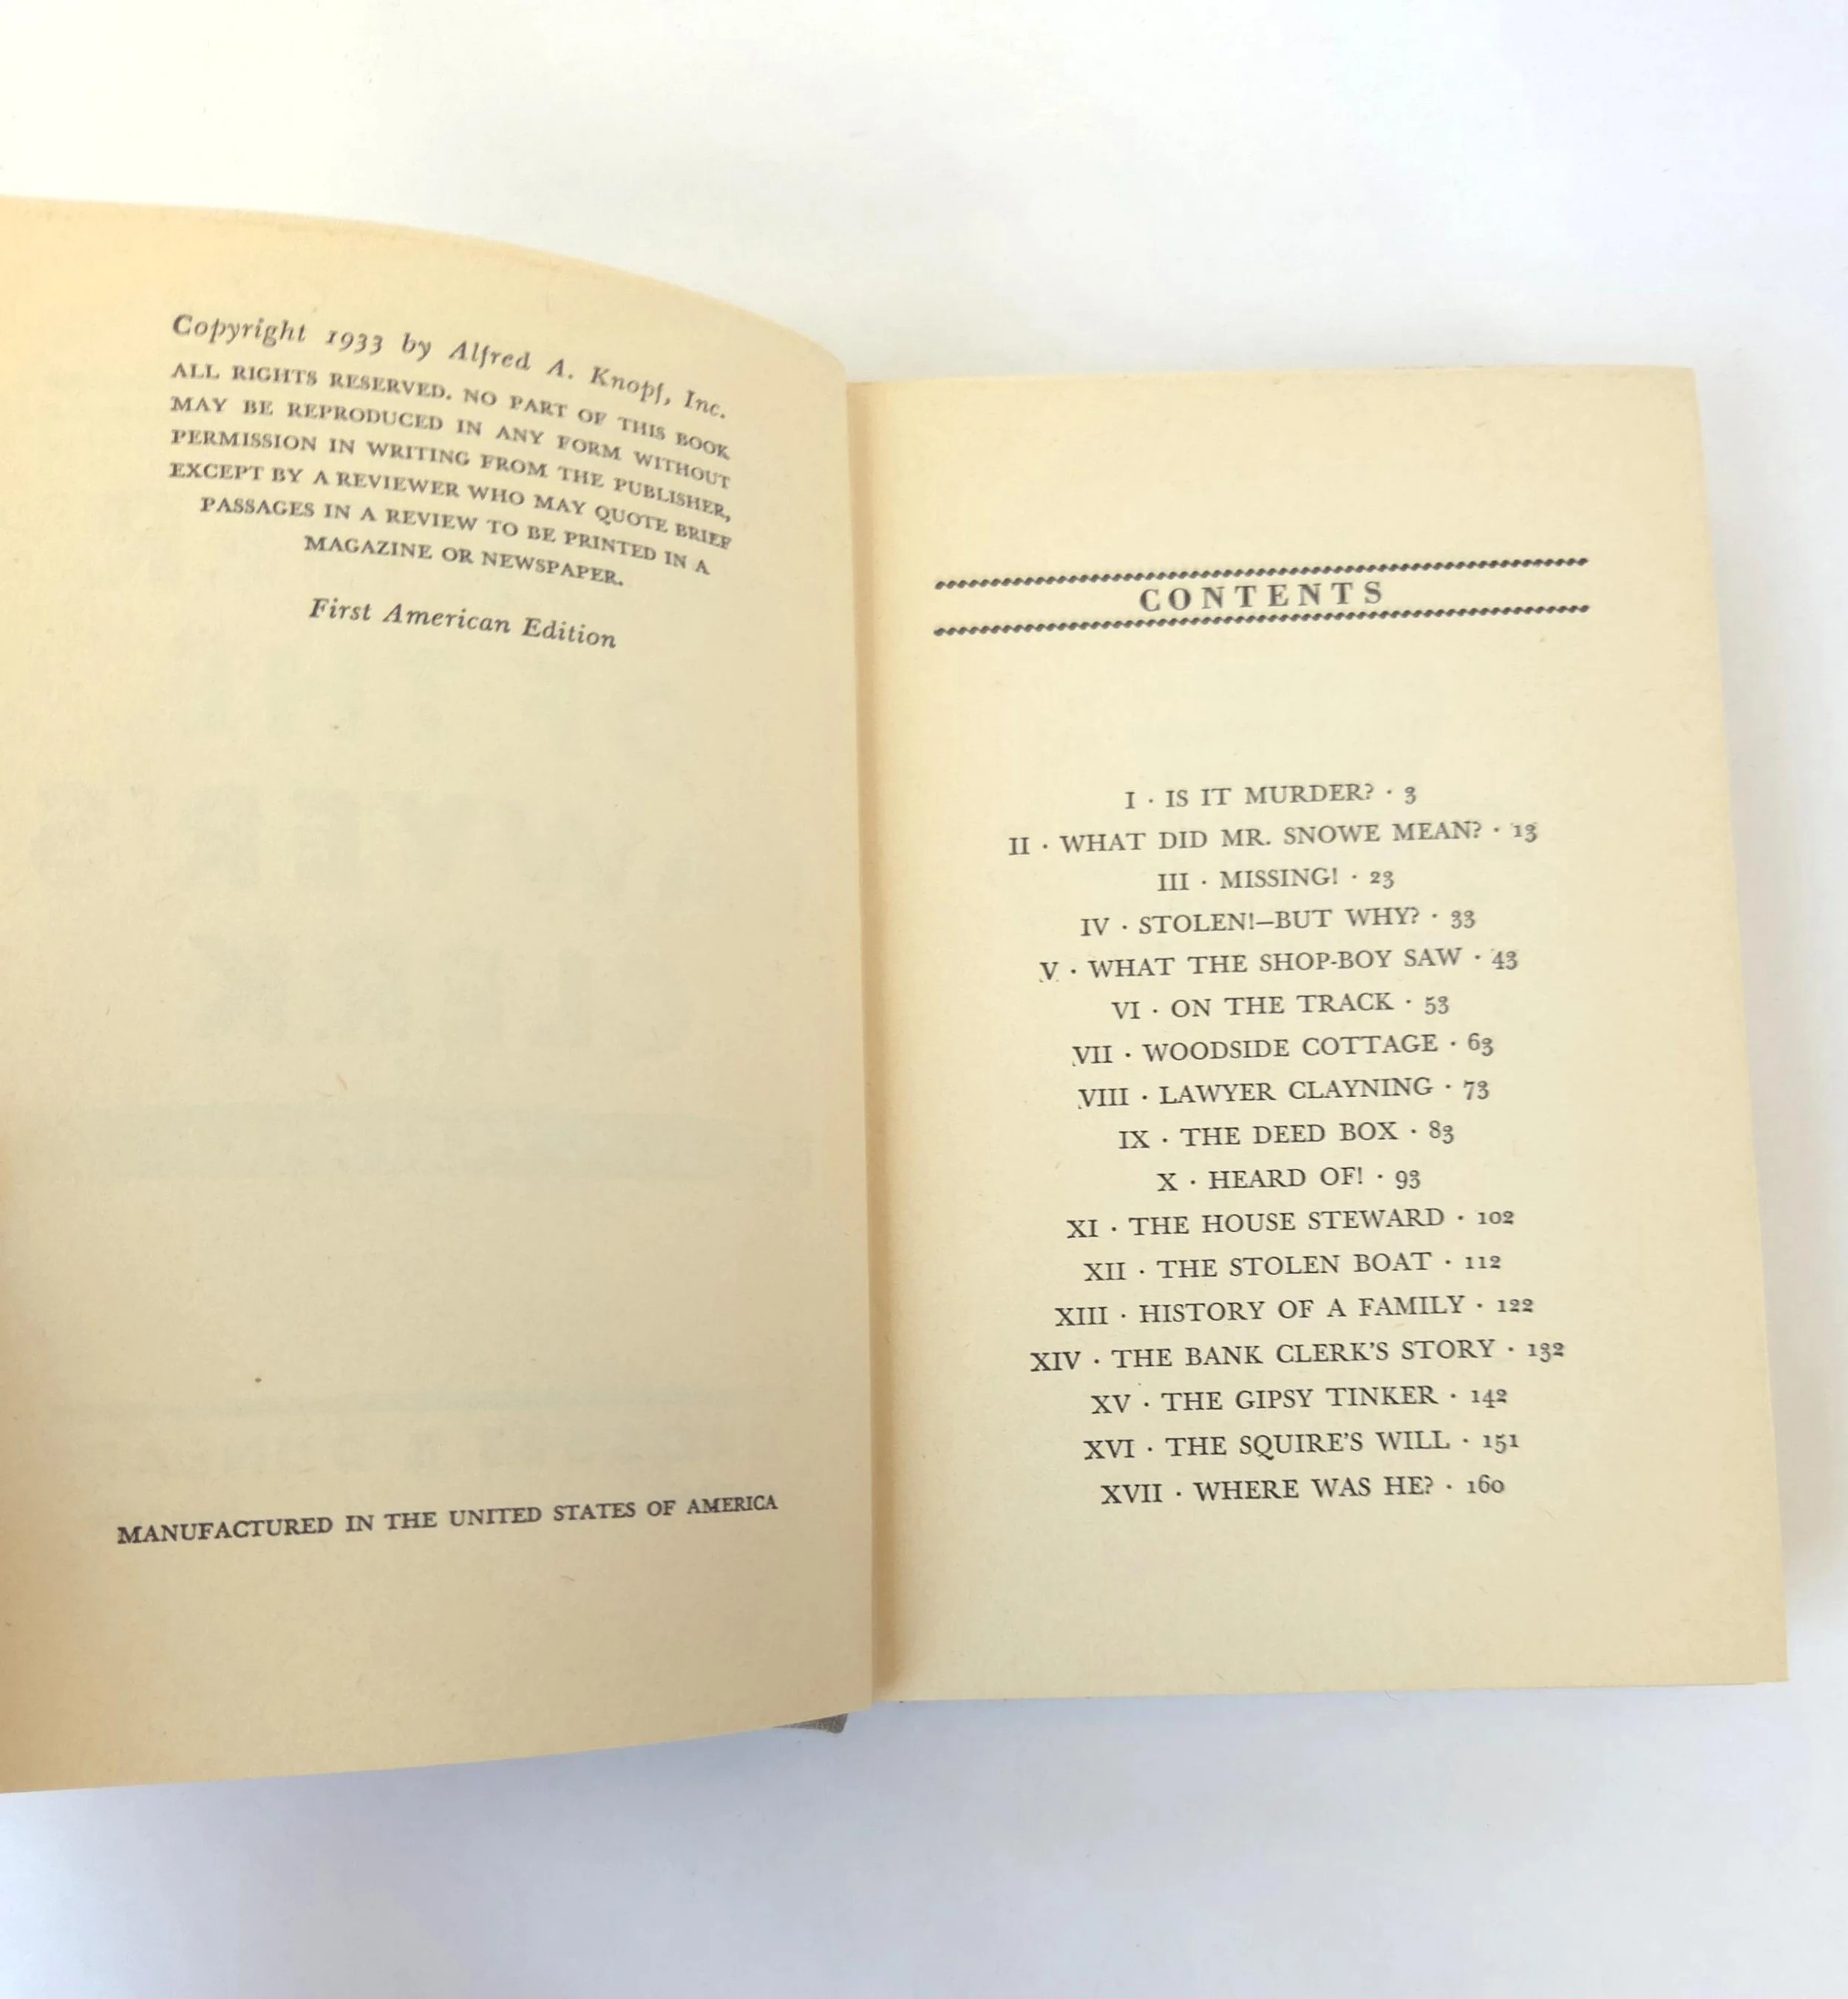 Copyright 1933 by Alfred A. Knopf, Inc.
ALL RIGHTS RESERVED. NO PART OF THIS BOOK
MAY BE REPRODUCED IN ANY FORM WITHOUT
PERMISSION IN WRITING FROM THE PUBLISHER,
EXCEPT BY A REVIEWER WHO MAY QUOTE BRIEF
PASSAGES IN A REVIEW TO BE PRINTED IN A
MAGAZINE OR NEWSPAPER.
First American Edition
MANUFACTURED IN THE UNITED STATES OF AMERICA
CONTENTS
I · IS IT MURDER? · 3
II · WHAT DID MR. SNOWE MEAN? · 13
III · MISSING! · 23
IV · STOLEN!—BUT WHY? · 33
V · WHAT THE SHOP-BOY SAW · 43
VI · ON THE TRACK · 53
VII · WOODSIDE COTTAGE · 63
VIII · LAWYER CLAYNING · 73
IX · THE DEED BOX · 83
X · HEARD OF! · 93
XI · THE HOUSE STEWARD · 102
XII · THE STOLEN BOAT · 112
XIII · HISTORY OF A FAMILY · 122
XIV · THE BANK CLERK'S STORY · 132
XV · THE GIPSY TINKER · 142
XVI · THE SQUIRE'S WILL · 151
XVII · WHERE WAS HE? · 160